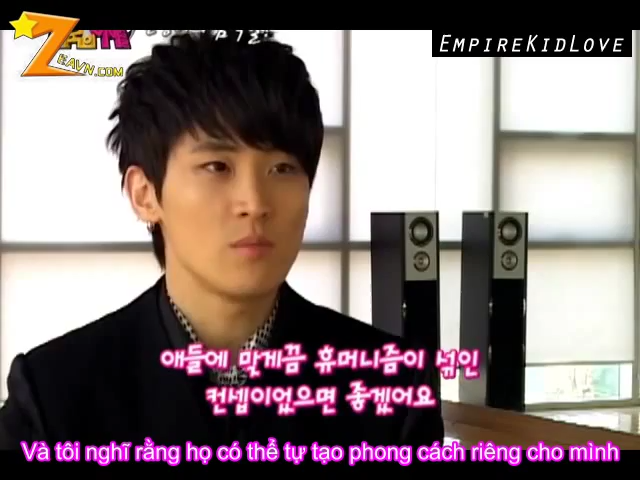 EMPIREKIDLOVE
ZEAVN.COM
애들에 맞게끔 휴머니즘이 섞인
컨셉이었으면 좋겠어요
Và tôi nghĩ rằng họ có thể tự tạo phong cách riêng cho mình